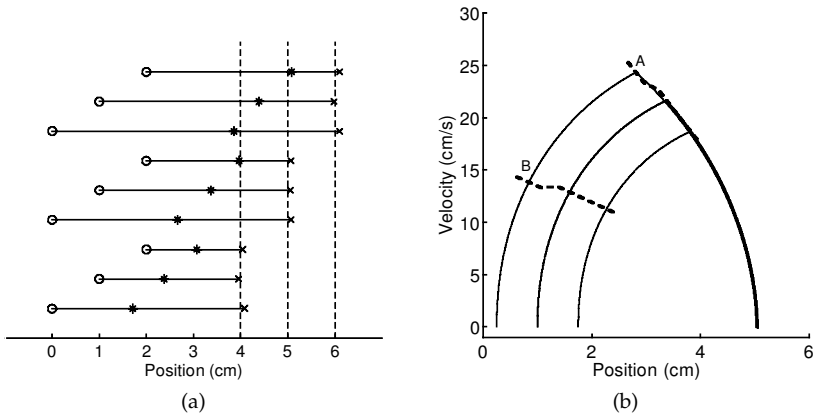 0 1 2 3 4 5 6
Position (cm)
(a)
(b)
30
25
20
15
10
5
0
Velocity (cm/s)
A
B
0 2 4 6
Position (cm)